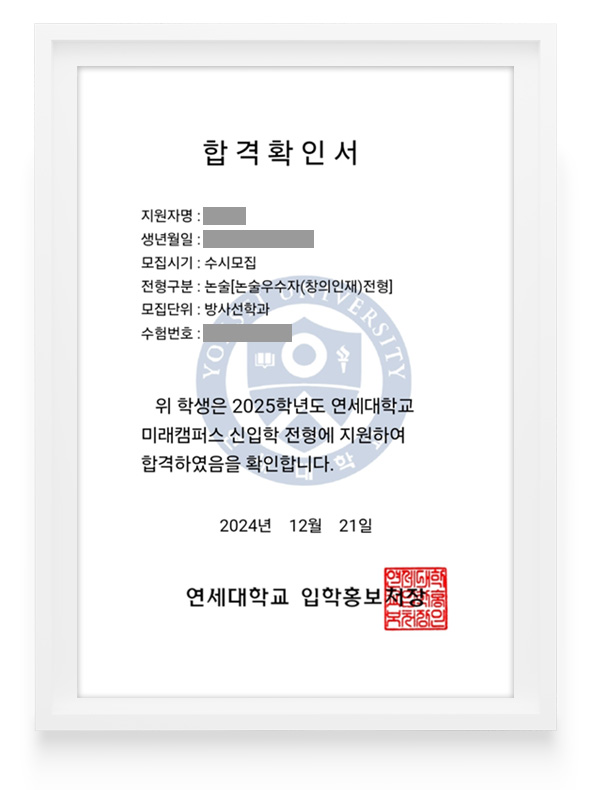 합격확인서
지원자명 :
생년월일 :
모집시기 : 수시모집
전형구분 : 논술[논술우수자(창의인재)전형]
모집단위 : 방사선학과
수험번호 :
YONSEI UNIVERSITY
위 학생은 2025학년도 연세대학교
미래캠퍼스 신입학 전형에 지원하여
합격하였음을 확인합니다.
2024년 12월 21일
연세대학교 입학홍보처장